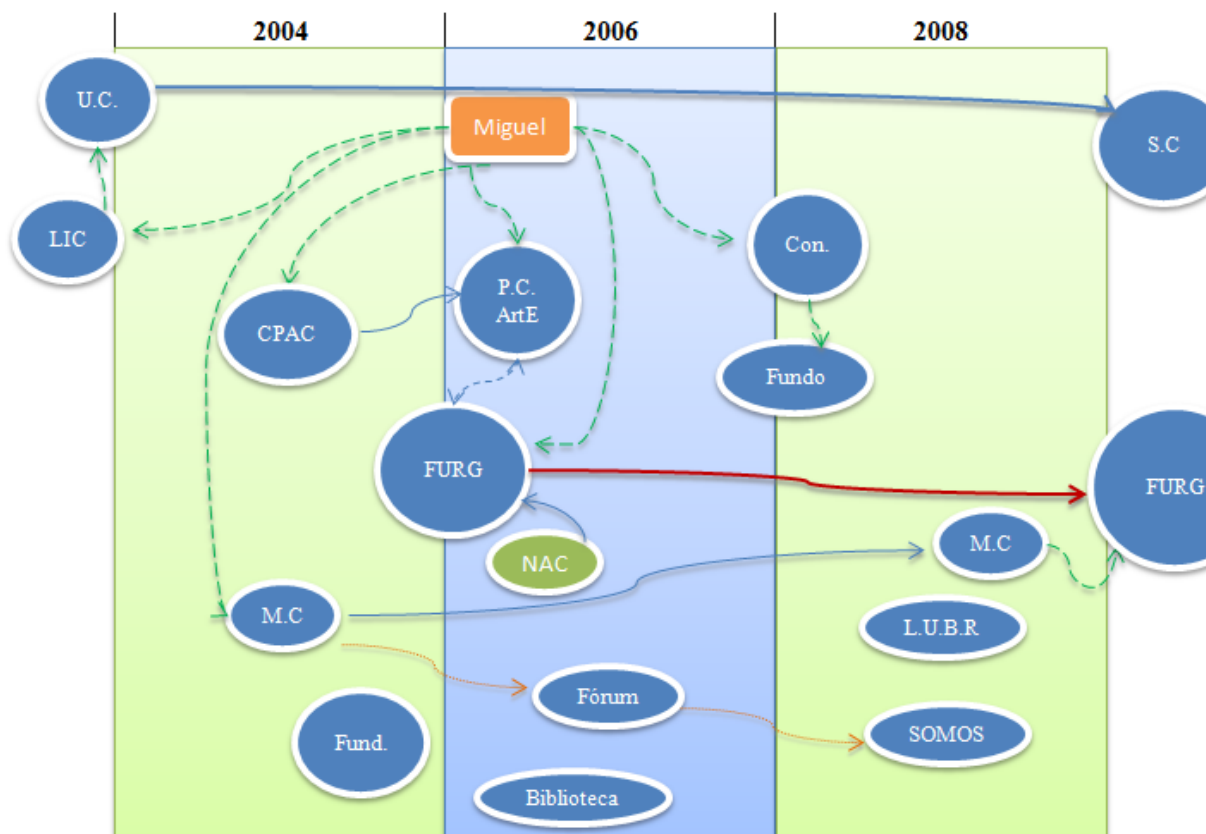 2004
2006
2008
U.C.
Miguel
S.C
LIC
Con.
P.C.
ArtE
CPAC
Fundo
FURG
FURG
NAC
M.C
M.C
L.U.B.R
Fórum
SOMOS
Fund.
Biblioteca